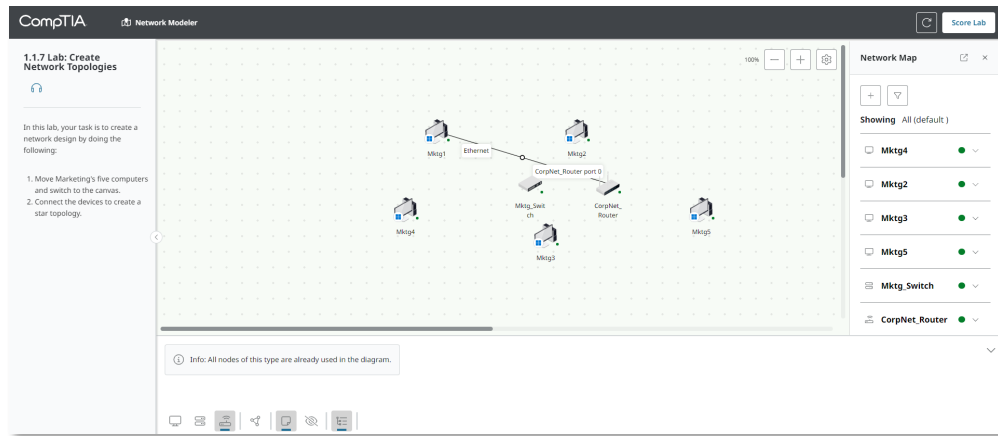 CompTIA.
Network Modeler
Score Lab
1.1.7 Lab: Create
Network Topologies
In this lab, your task is to create a
network design by doing the
following:
1. Move Marketing's five computers
and switch to the canvas.
2. Connect the devices to create a
star topology.
100%
Mktg1
Ethernet
Mktg2
CorpNet_Router port 0
Mktg_Swit
ch
CorpNet_
Router
Mktg4
Mktg5
Mktg3
Network Map
Showing All (default )
Mktg4
Mktg2
Mktg3
Mktg5
Mktg_Switch
CorpNet_Router
Info: All nodes of this type are already used in the diagram.